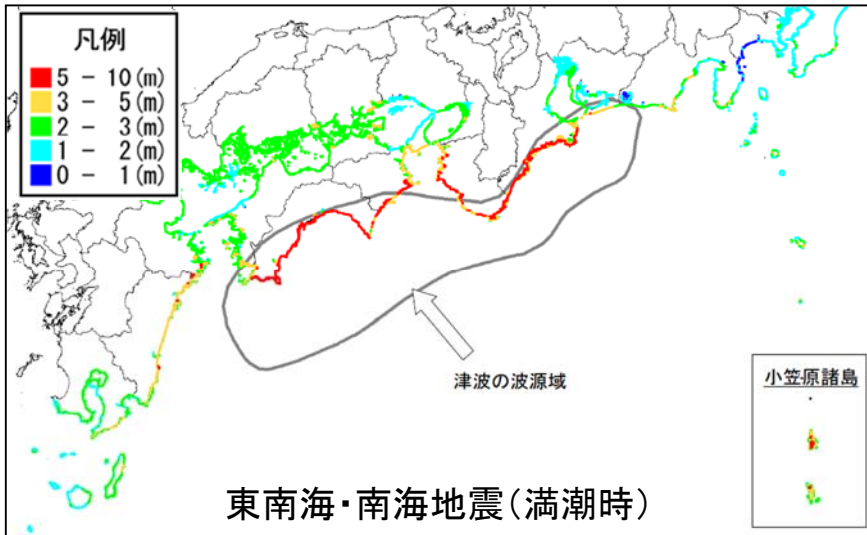 凡例
5 - 10(m)
3 - 5(m)
2 - 3(m)
1 - 2(m)
0 - 1(m)
津波の波源域
小笠原諸島
東南海・南海地震(満潮時)